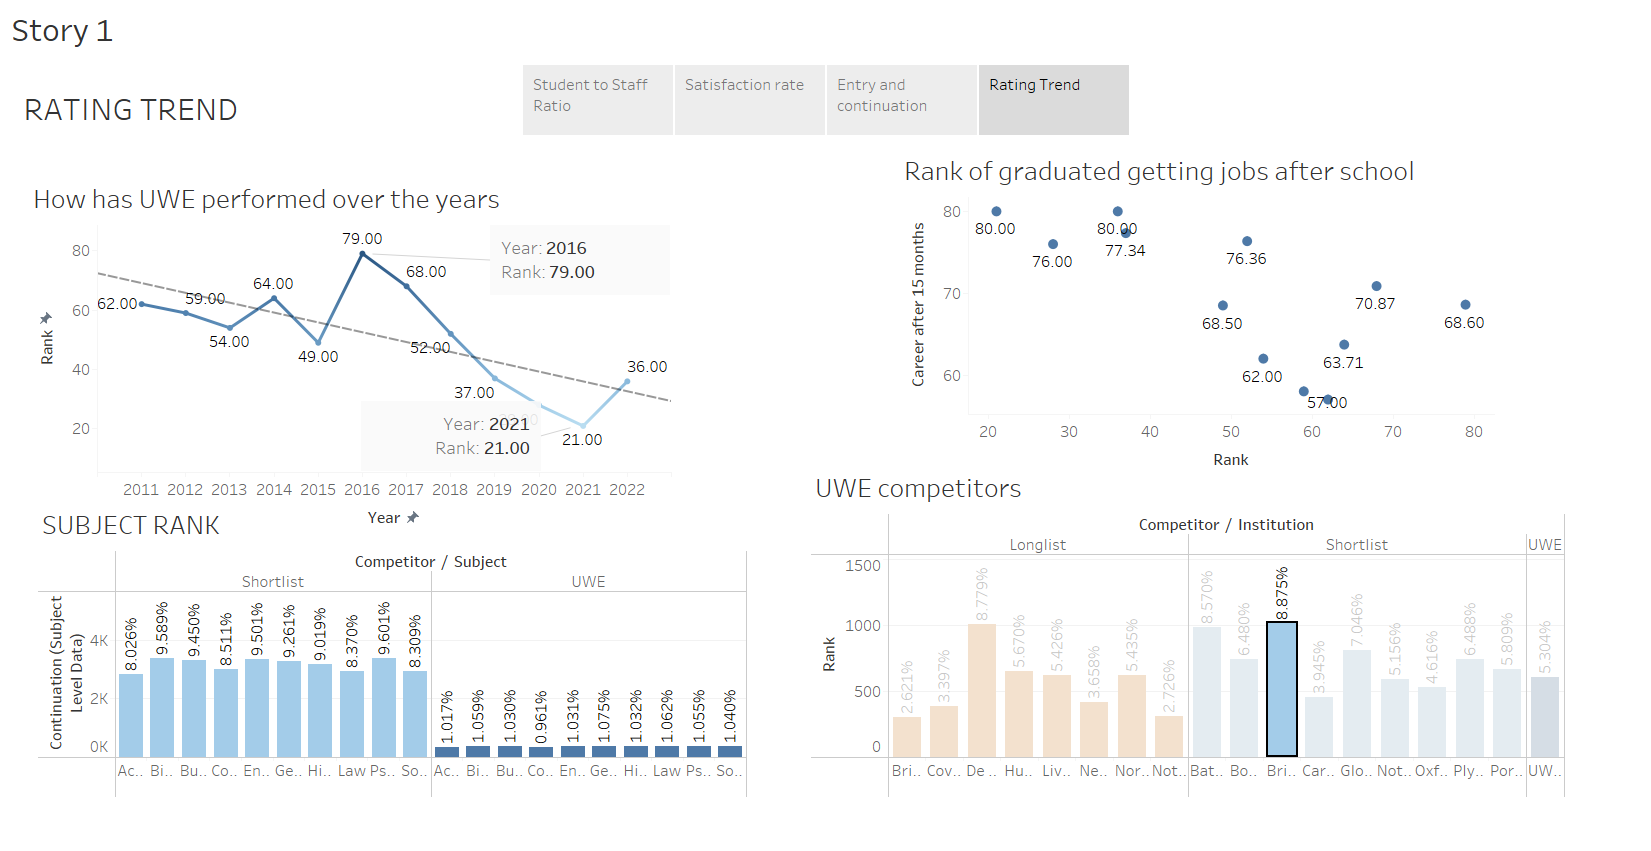 Story 1
RATING TREND
Student to Staff
Ratio
Satisfaction rate
Entry and
continuation
Rating Trend
How has UWE performed over the years
80
60
40
20
Rank
62.00
59.00
54.00
64.00
49.00
79.00
68.00
52.00
37.00
21.00
36.00
Year: 2016
Rank: 79.00
Year: 2021
Rank: 21.00
2011 2012 2013 2014 2015 2016 2017 2018 2019 2020 2021 2022
Year
Rank of graduated getting jobs after school
Career after 15 months
80
70
60
80.00
76.00
80.00
77.34
76.36
68.50
62.00
57.00
63.71
70.87
68.60
20 30 40 50 60 70 80
Rank
SUBJECT RANK
Competitor / Subject
Shortlist UWE
Continuation (Subject
Level Data)
4K
2K
0K
8.026% 9.589% 9.450% 8.511% 9.501% 9.261% 9.019% 8.370% 9.601% 8.309%
1.017% 1.059% 1.030% 0.961% 1.031% 1.075% 1.032% 1.062% 1.055% 1.040%
Ac.. Bi.. Bu.. Co.. En.. Ge.. Hi.. Law Ps.. So.. Ac.. Bi.. Bu.. Co.. En.. Ge.. Hi.. Law Ps.. So..
UWE competitors
Competitor / Institution
Longlist Shortlist UWE
Rank
1500
1000
500
0
2.621% 3.397% 8.779% 5.670% 5.426% 3.658% 5.435% 2.726%
8.570% 6.480% 8.875% 3.945% 7.046% 5.156% 4.616% 6.488% 5.809% 5.304%
Bri.. Cov.. De .. Hu.. Liv.. Ne.. Nor.. Not.. Bat.. Bo.. Bri.. Car.. Glo.. Not.. Oxf.. Ply.. Por.. UW..